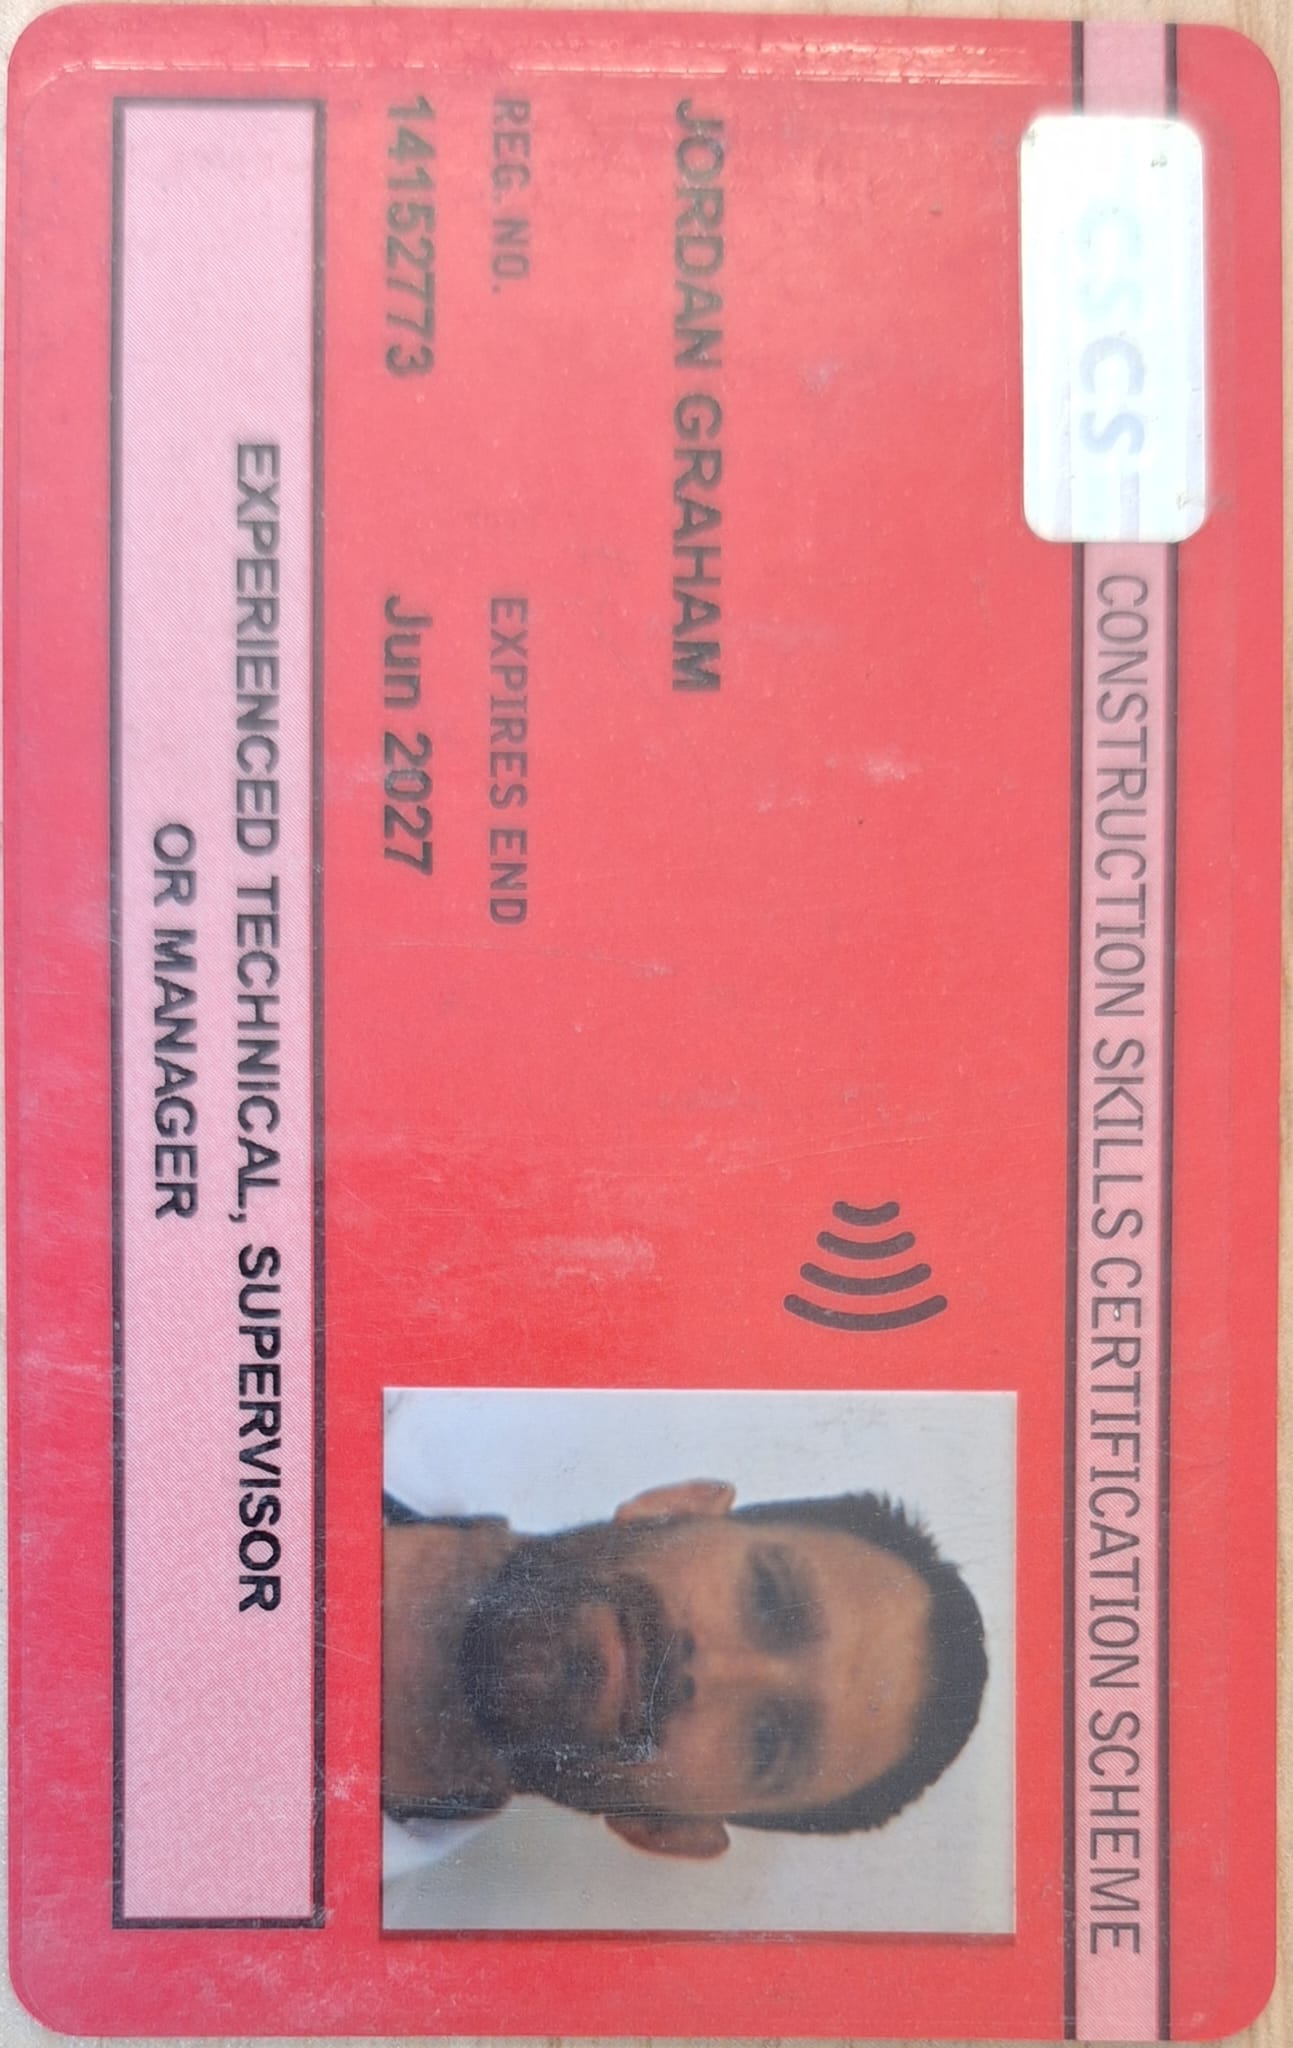 CSCS CONSTRUCTION SKILLS CERTIFICATION SCHEME
JORDAN GRAHAM
REG. NO. EXPIRES END
14152773 Jun 2027
EXPERIENCED TECHNICAL, SUPERVISOR
OR MANAGER